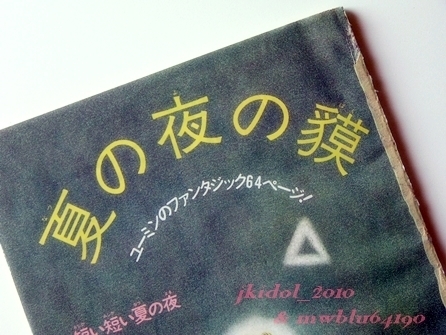 夏の夜の獏
ユーミンのファンタジック64ページ!
短い短い夏の夜
jkidol_2010
& mwblu64190